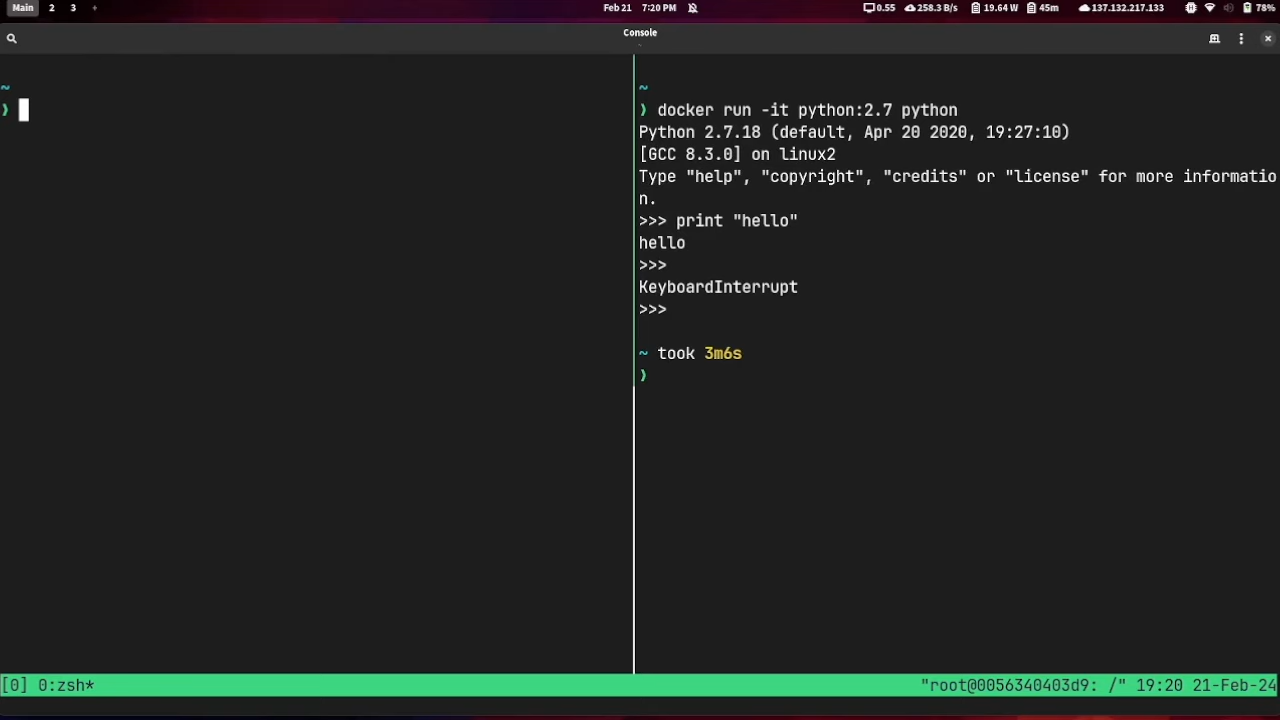 Main 2 3 + Feb 21 7:20 PM 0.55 258.3 B/s 19.64 W 45m 137.132.217.133 78%
Console
~
❯
~
❯ docker run -it python:2.7 python
Python 2.7.18 (default, Apr 20 2020, 19:27:10)
[GCC 8.3.0] on linux2
Type "help", "copyright", "credits" or "license" for more informatio
n.
>>> print "hello"
hello
>>>
KeyboardInterrupt
>>>
~ took 3m6s
❯
[0] 0:zsh* "root@0056340403d9: /" 19:20 21-Feb-24